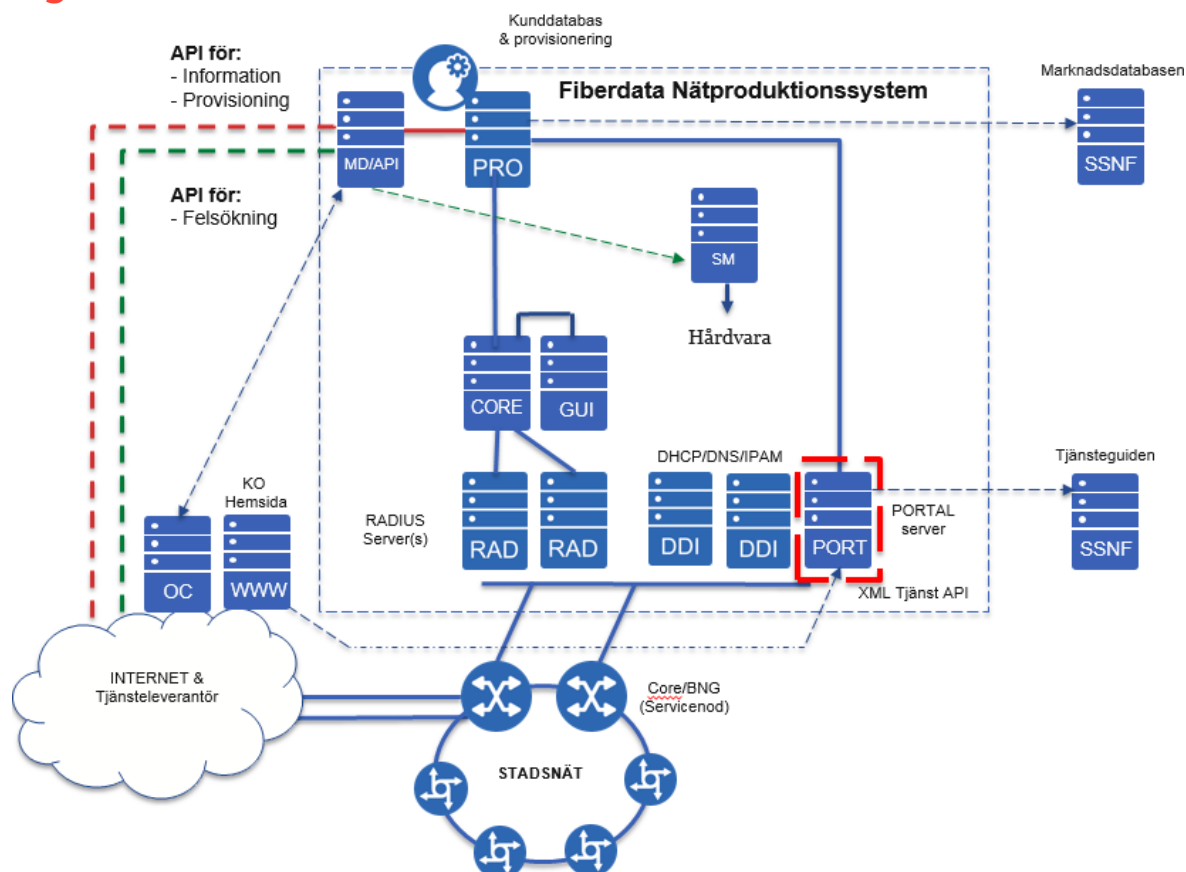 Kunddatabas
& provisionering
API för:
- Information
- Provisioning
Fiberdata Nätproduktionssystem
Marknadsdatabasen
MD/API
PRO
SSNF
API för:
- Felsökning
SM
Hårdvara
CORE
GUI
DHCP/DNS/IPAM
Tjänsteguiden
KO
Hemsida
RADIUS
Server(s)
PORTAL
server
OC
WWW
RAD
RAD
DDI
DDI
PORT
SSNF
XML Tjänst API
INTERNET &
Tjänsteleverantör
Core/BNG
(Servicenod)
STADSNÄT